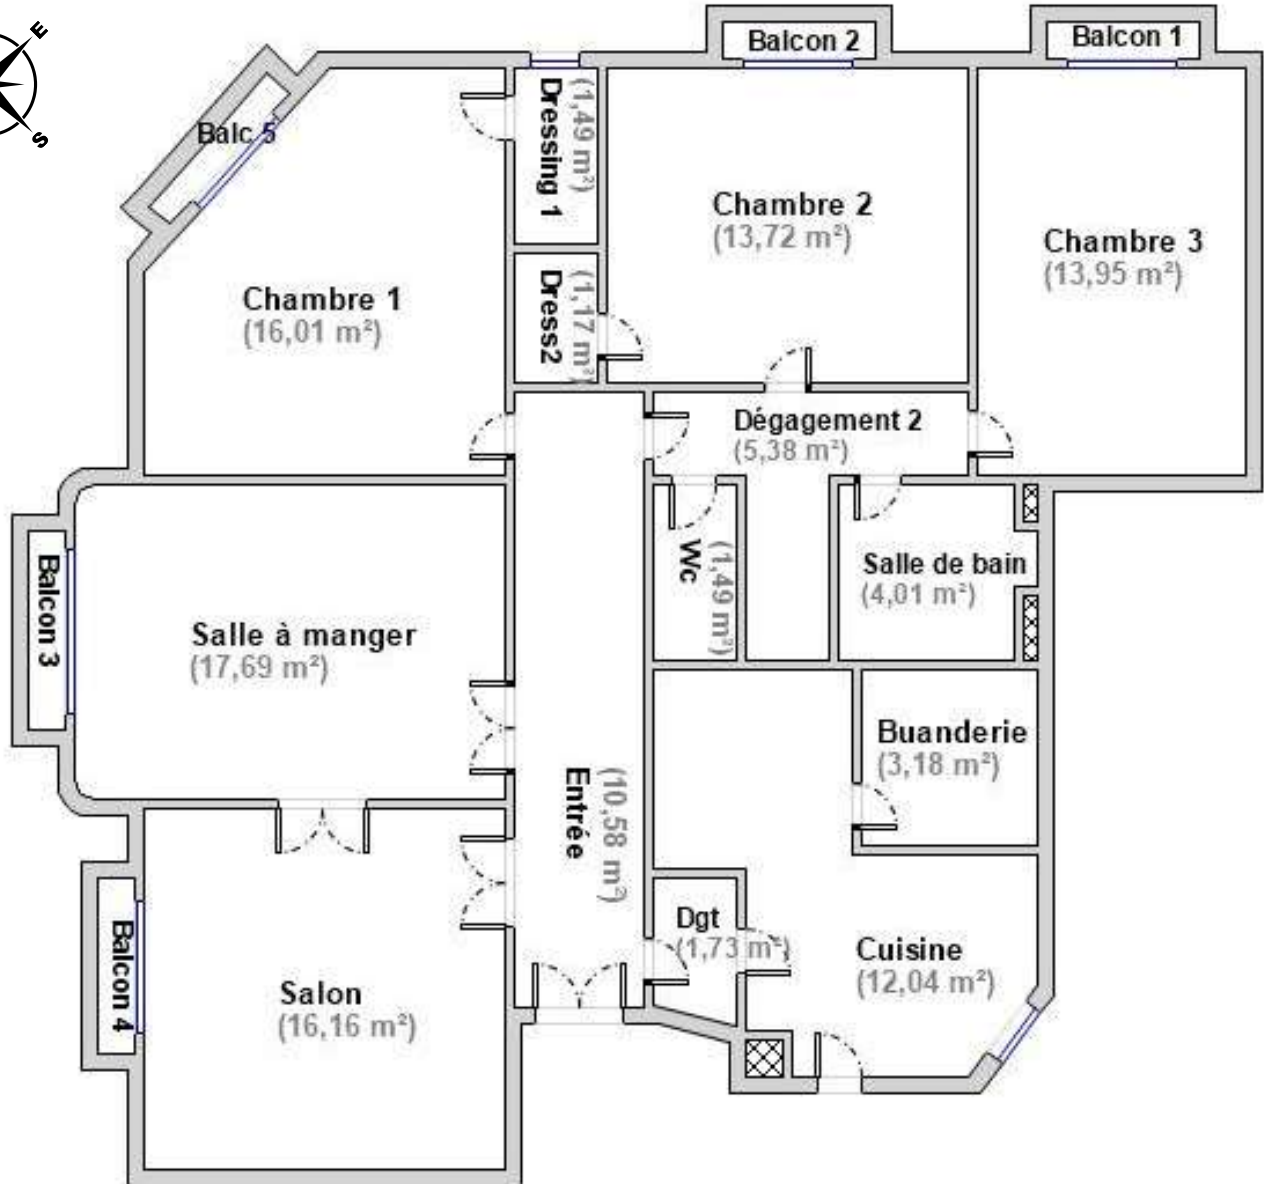 E
S
Balcon 2
Balcon 1
Balc 5
Dressing 1
(1,49 m²)
Chambre 2
(13,72 m²)
Chambre 3
(13,95 m²)
Chambre 1
(16,01 m²)
Dress2
(1,17 m²)
Dégagement 2
(5,38 m²)
Wc
(1,49 m²)
Salle de bain
(4,01 m²)
Balcon 3
Salle à manger
(17,69 m²)
Buanderie
(3,18 m²)
Entrée
(10,58 m²)
Dgt
(1,73 m²)
Cuisine
(12,04 m²)
Balcon 4
Salon
(16,16 m²)